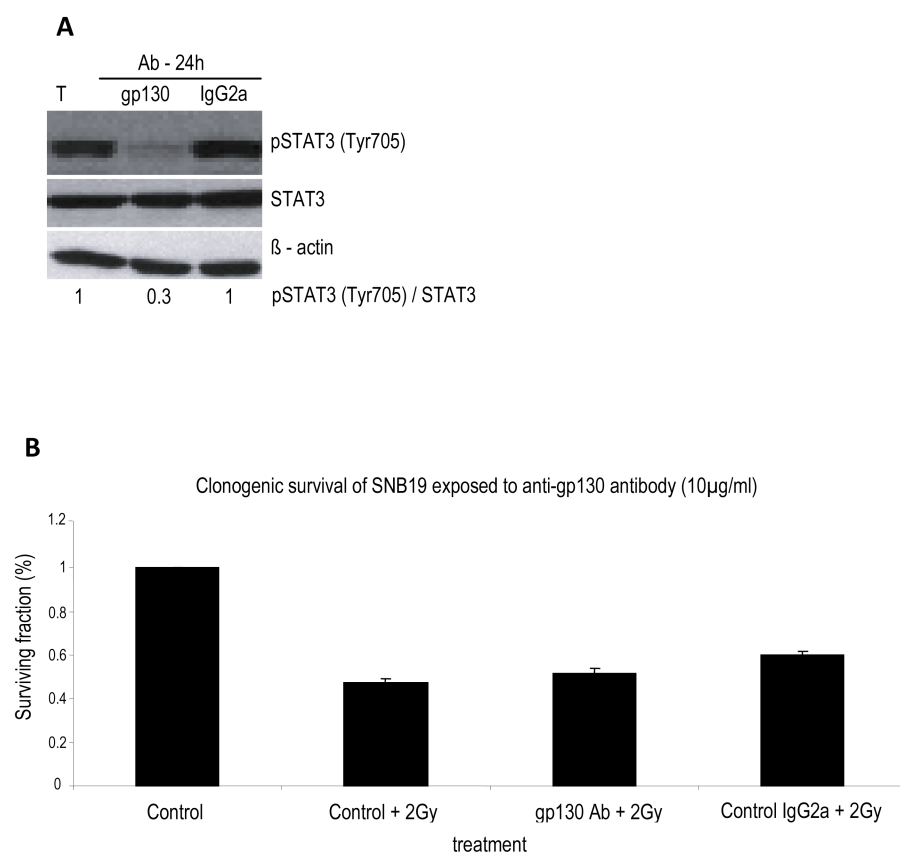 A
Ab - 24h
T gp130 IgG2a
pSTAT3 (Tyr705)
STAT3
ß - actin
1 0.3 1 pSTAT3 (Tyr705) / STAT3
B
Clonogenic survival of SNB19 exposed to anti-gp130 antibody (10µg/ml)
Surviving fraction (%)
1.2
1
0.8
0.6
0.4
0.2
0
Control Control + 2Gy gp130 Ab + 2Gy Control IgG2a + 2Gy
treatment